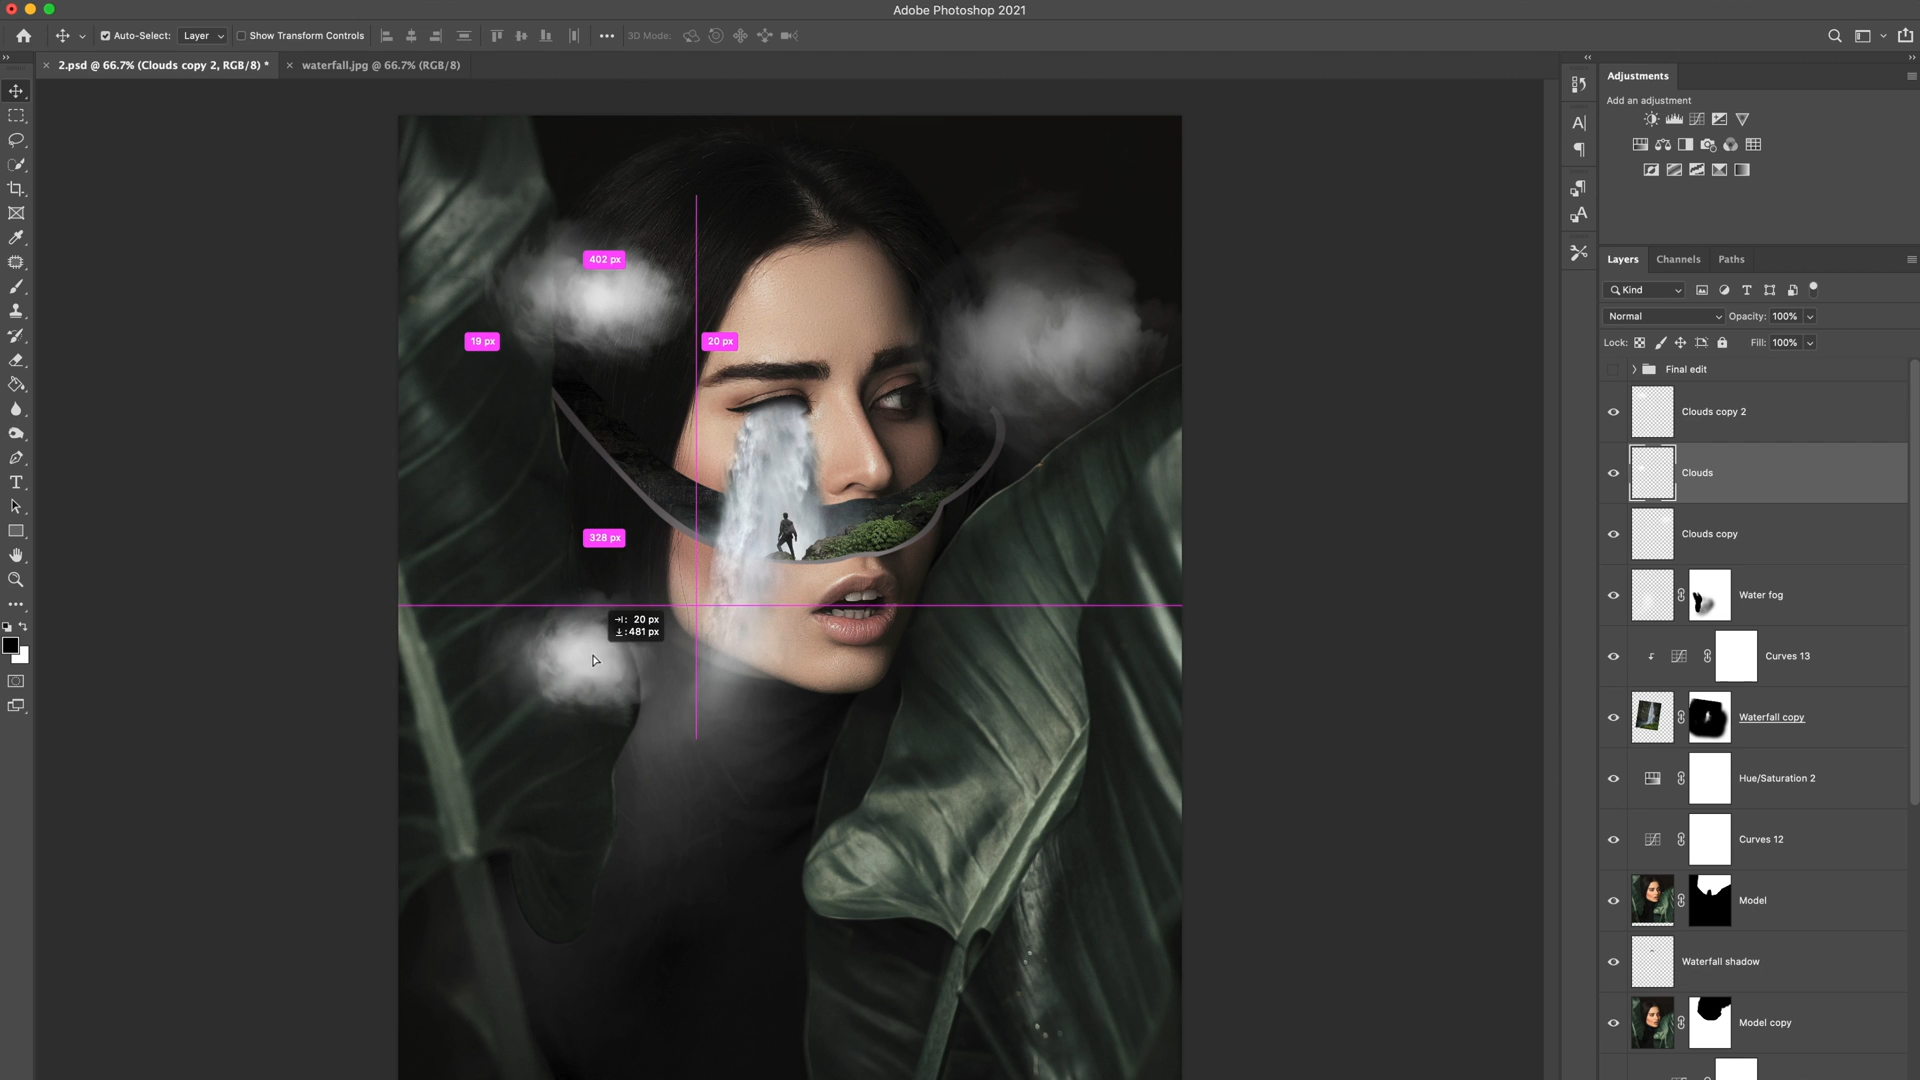 Adobe Photoshop 2021
Auto-Select: Layer Show Transform Controls 3D Mode:
2.psd @ 66.7% (Clouds copy 2, RGB/8) * waterfall.jpg @ 66.7% (RGB/8)
402 px
19 px 20 px
328 px
20 px
:481 px
Adjustments
Add an adjustment
Layers Channels Paths
Kind
Normal Opacity: 100%
Lock: Fill: 100%
Final edit
Clouds copy 2
Clouds
Clouds copy
Water fog
Curves 13
Waterfall copy
Hue/Saturation 2
Curves 12
Model
Waterfall shadow
Model copy